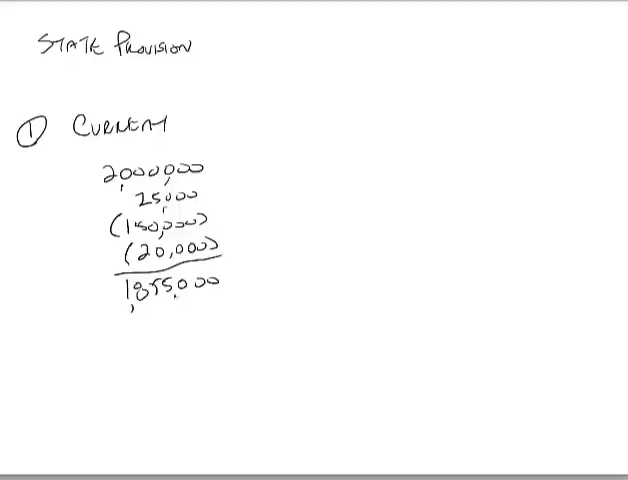 STATE PROVISION
① CURRENT
2,000,000
25,000
(150,000)
(20,000)
1,855,000